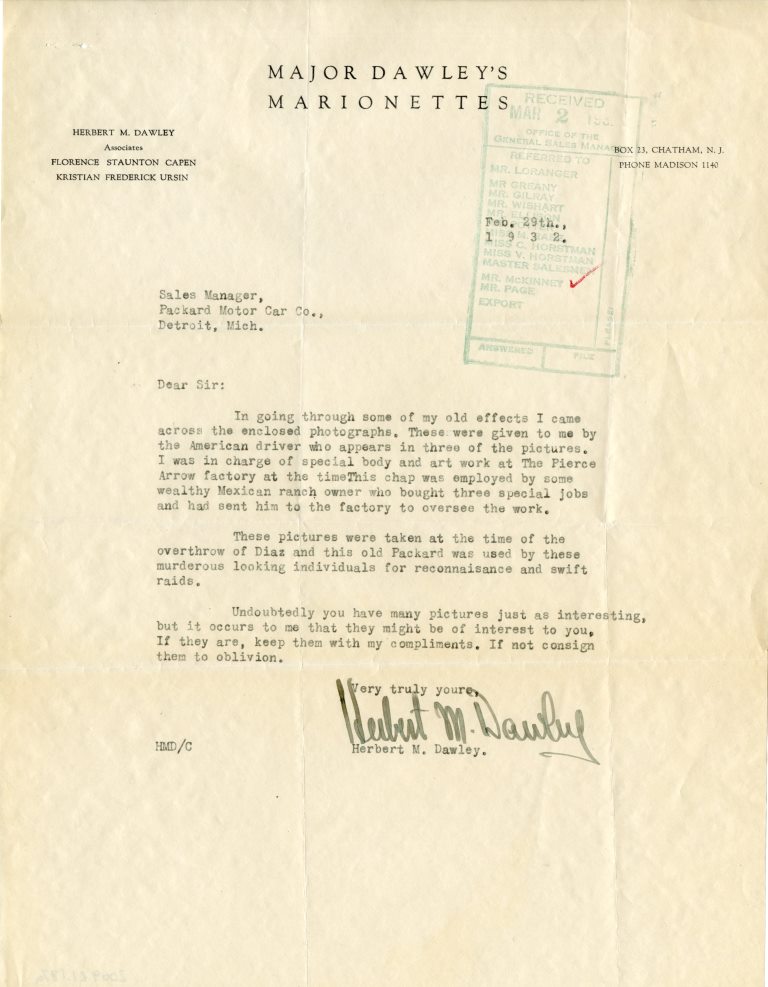 MAJOR DAWLEY'S
MARIONETTES
HERBERT M. DAWLEY
Associates
FLORENCE STAUNTON CAPEN
KRISTIAN FREDERICK URSIN
BOX 23, CHATHAM, N. J.
PHONE MADISON 1140
RECEIVED
MAR 2
OFFICE OF THE
GENERAL SALES
REFERRED TO
MR. LORANGER
MR GREANY
MR. GILRAY
MR. WISHART
MISS C. HORSTMAN
MISS V. HORSTMAN
MASTER SALESMEN
MR. McKINNEY
MR. PAGE
EXPORT
PLEASE:
ANSWERED
FILE
Feb. 29th.,
1 9 3 2.
Sales Manager,
Packard Motor Car Co.,
Detroit, Mich.
Dear Sir:
In going through some of my old effects I came
across the enclosed photographs. These were given to me by
the American driver who appears in three of the pictures.
I was in charge of special body and art work at The Pierce
Arrow factory at the timeThis chap was employed by some
wealthy Mexican ranch owner who bought three special jobs
and had sent him to the factory to oversee the work.
These pictures were taken at the time of the
overthrow of Diaz and this old Packard was used by these
murderous looking individuals for reconnaisance and swift
raids.
Undoubtedly you have many pictures just as interesting,
but it occurs to me that they might be of interest to you,
If they are, keep them with my compliments. If not consign
them to oblivion.
Very truly yours,
Herbert M. Dawley
Herbert M. Dawley.
HMD/C